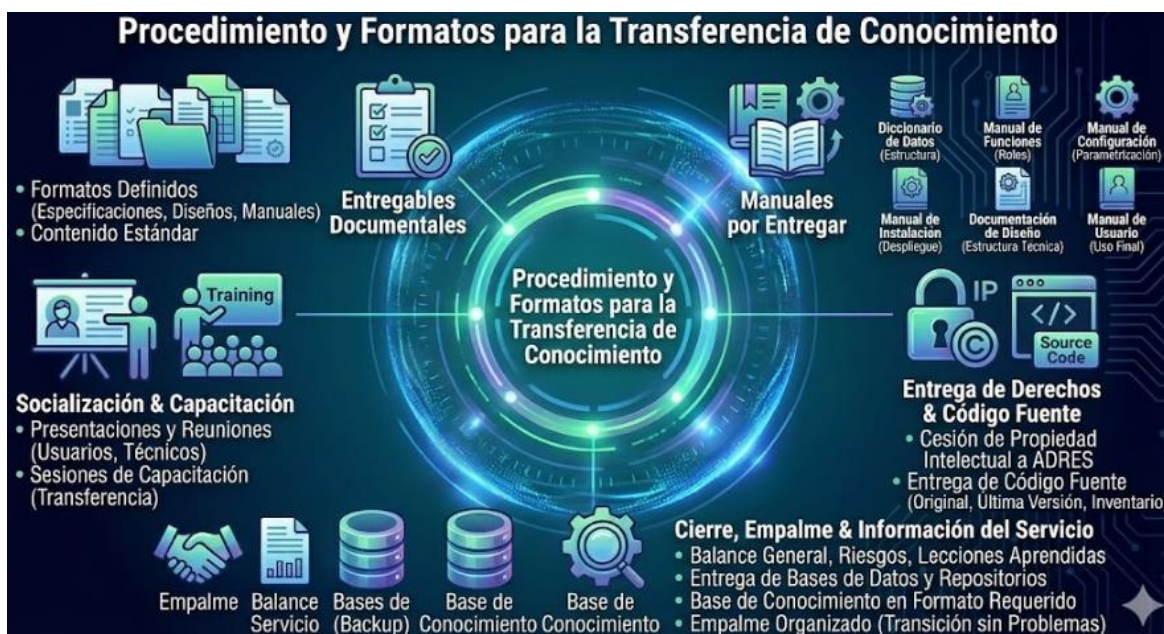 Procedimiento y Formatos para la Transferencia de Conocimiento
• Formatos Definidos
(Especificaciones, Diseños, Manuales)
• Contenido Estándar
Entregables
Documentales
Manuales
por Entregar
Diccionario
de Datos
(Estructura)
Manual de
Funciones
(Roles)
Manual de
Configuración
(Parametrización)
Manual de
Instalación
(Despliegue)
Documentación
de Diseño
(Estructura Técnica)
Manual de
Usuario
(Uso Final)
Procedimiento y
Formatos para la
Transferencia de
Conocimiento
Training
Socialización & Capacitación
• Presentaciones y Reuniones
(Usuarios, Técnicos)
• Sesiones de Capacitación
(Transferencia)
IP
©
</>
Source
Code
Entrega de Derechos
& Código Fuente
• Cesión de Propiedad
Intelectual a ADRES
• Entrega de Código Fuente
(Original, Ultima Versión, Inventario
Empalme
Balance
Servicio
Bases de
(Backup)
Base de
Conocimiento
Base de
Conocimiento
Cierre, Empalme & Información del Servicio
• Balance General, Riesgos, Lecciones Aprendidas
• Entrega de Bases de Datos y Repositorios
• Base de Conocimiento en Formato Requerido
• Empalme Organizado (Transición sin Problemas)